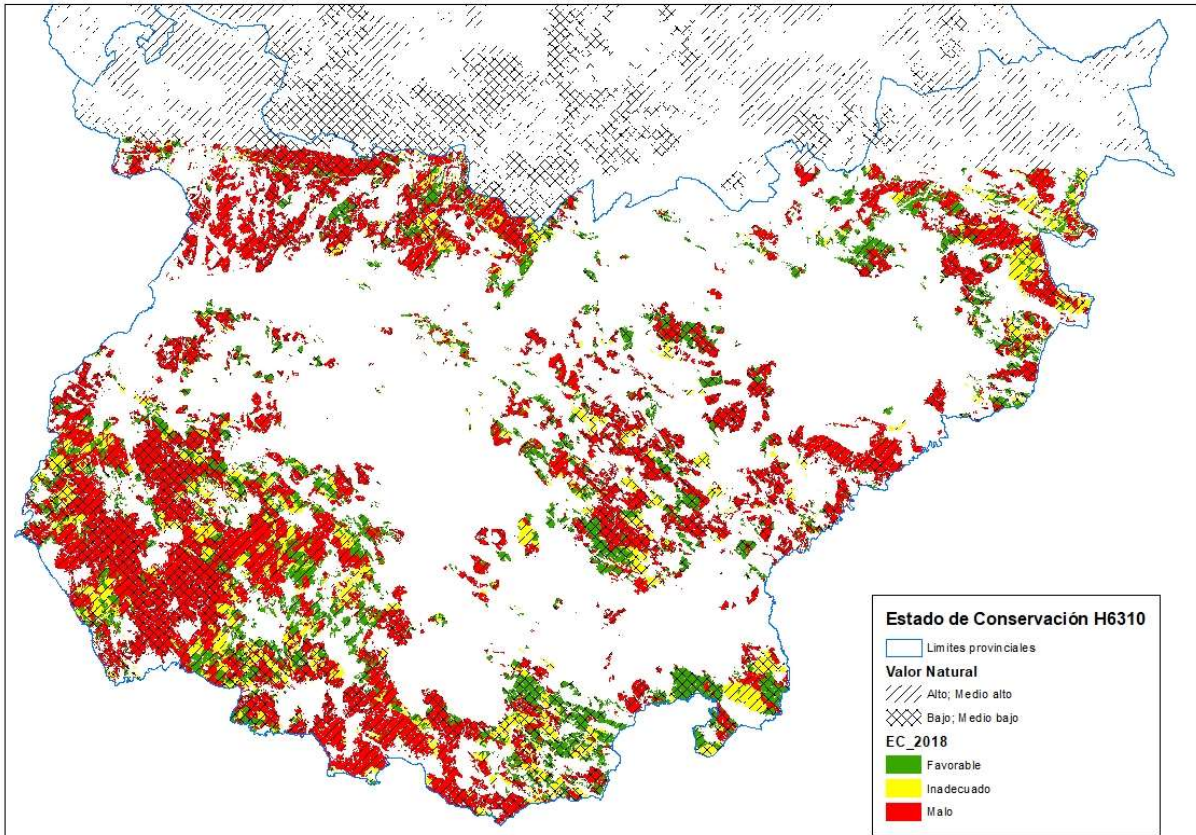 Estado de Conservación H6310
Limites provinciales
Valor Natural
Alto; Medio alto
Bajo; Medio bajo
EC_2018
Favorable
Inadecuado
Malo